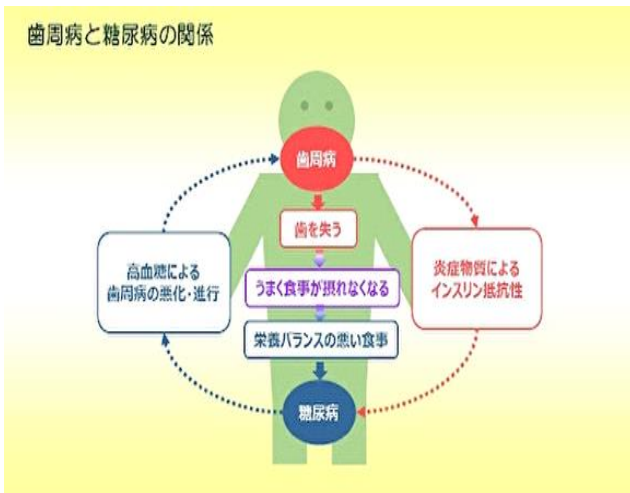 歯周病と糖尿病の関係
歯周病
歯を失う
高血糖による
歯周病の悪化・進行
うまく食事が摂れなくなる
炎症物質による
インスリン抵抗性
栄養バランスの悪い食事
糖尿病